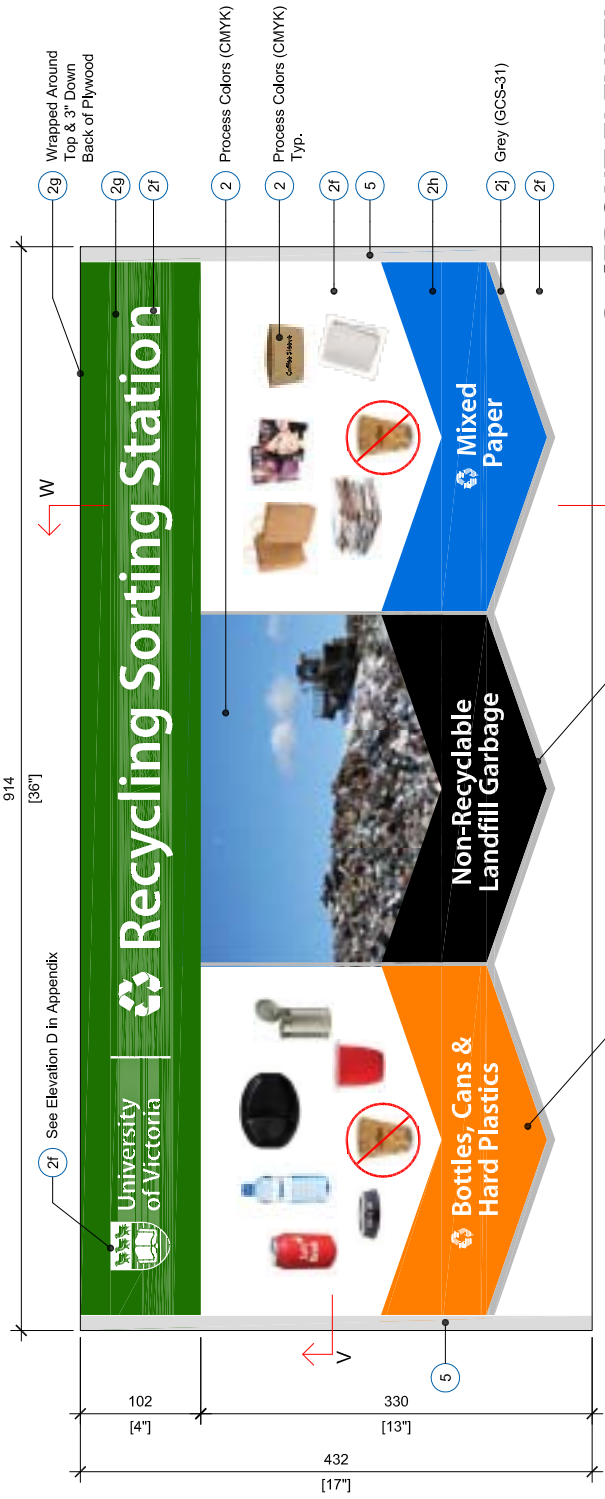 914
[36"]
W
2f
See Elevation D in Appendix
2g
Wrapped Around
Top & 3" Down
Back of Plywood
2g
2f
2
Process Colors (CMYK)
2
Process Colors (CMYK)
Typ.
2f
5
2h
2j
Grey (GCS-31)
2f
University
of Victoria
Recycling Sorting Station
Coffee Sleeve
Bottles, Cans &
Hard Plastics
Non-Recyclable
Landfill Garbage
Mixed
Paper
102
[4"]
330
[13"]
432
[17"]
V
5